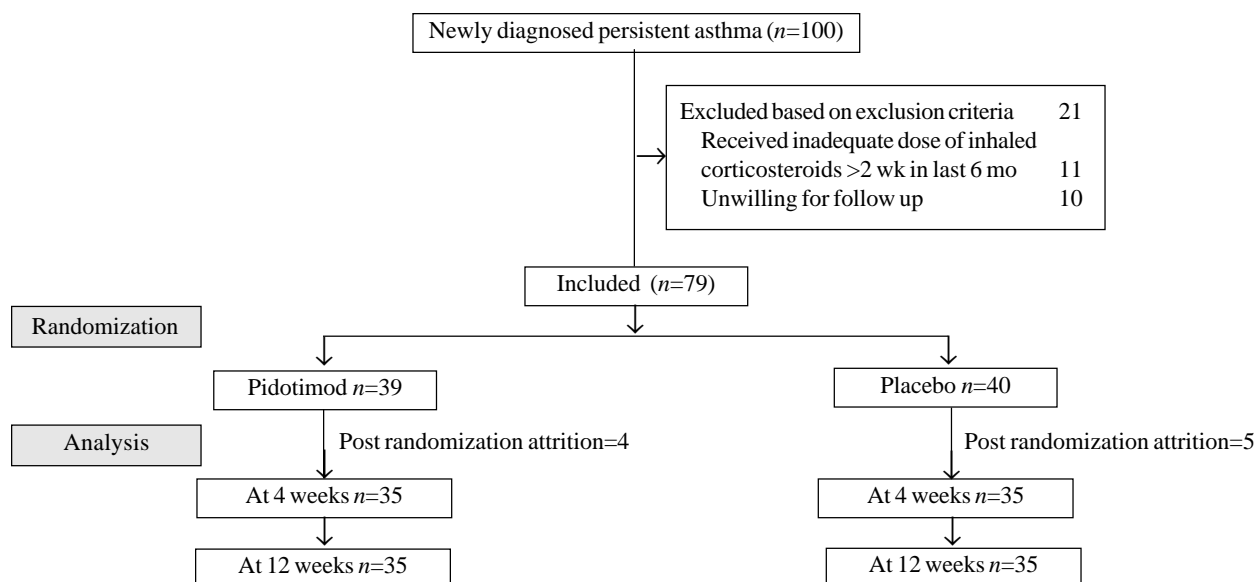 Newly diagnosed persistent asthma (n=100)
Excluded based on exclusion criteria 21
Received inadequate dose of inhaled
corticosteroids >2 wk in last 6 mo 11
Unwilling for follow up 10
Included (n=79)
Randomization
Pidotimod n=39
Placebo n=40
Analysis
Post randomization attrition=4
Post randomization attrition=5
At 4 weeks n=35
At 4 weeks n=35
At 12 weeks n=35
At 12 weeks n=35